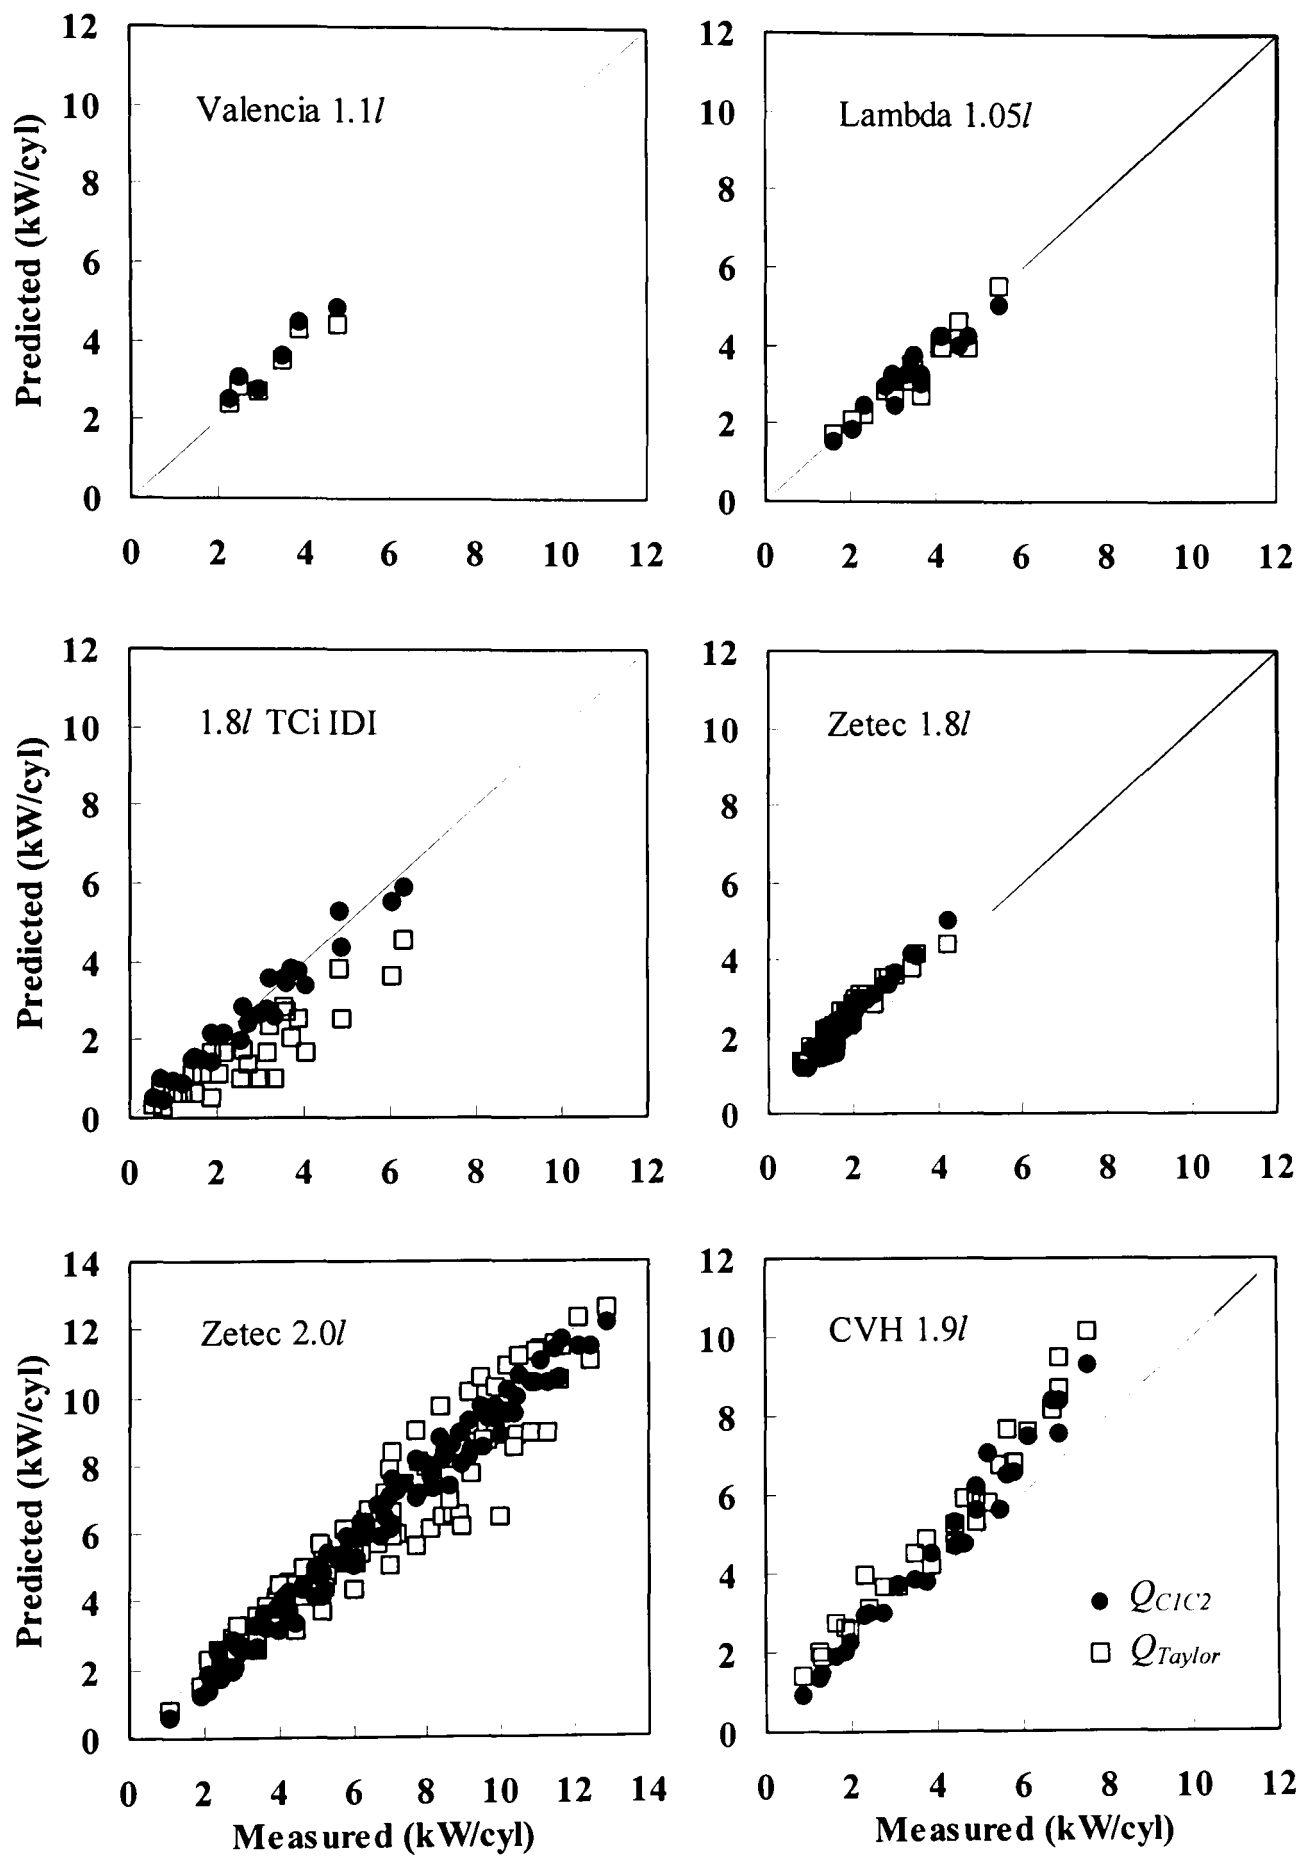 Valencia 1.1l
Predicted (kW/cyl)
12
10
8
6
4
2
0
0 2 4 6 8 10 12
Lambda 1.05l
12
10
8
6
4
2
0
0 2 4 6 8 10 12
1.8l TCi IDI
Predicted (kW/cyl)
12
10
8
6
4
2
0
0 2 4 6 8 10 12
Zetec 1.8l
12
10
8
6
4
2
0
0 2 4 6 8 10 12
Zetec 2.0l
Predicted (kW/cyl)
14
12
10
8
6
4
2
0
0 2 4 6 8 10 12 14
Measured (kW/cyl)
CVH 1.9l
12
10
8
6
4
2
0
Q C1C2
Q Taylor
0 2 4 6 8 10 12
Measured (kW/cyl)